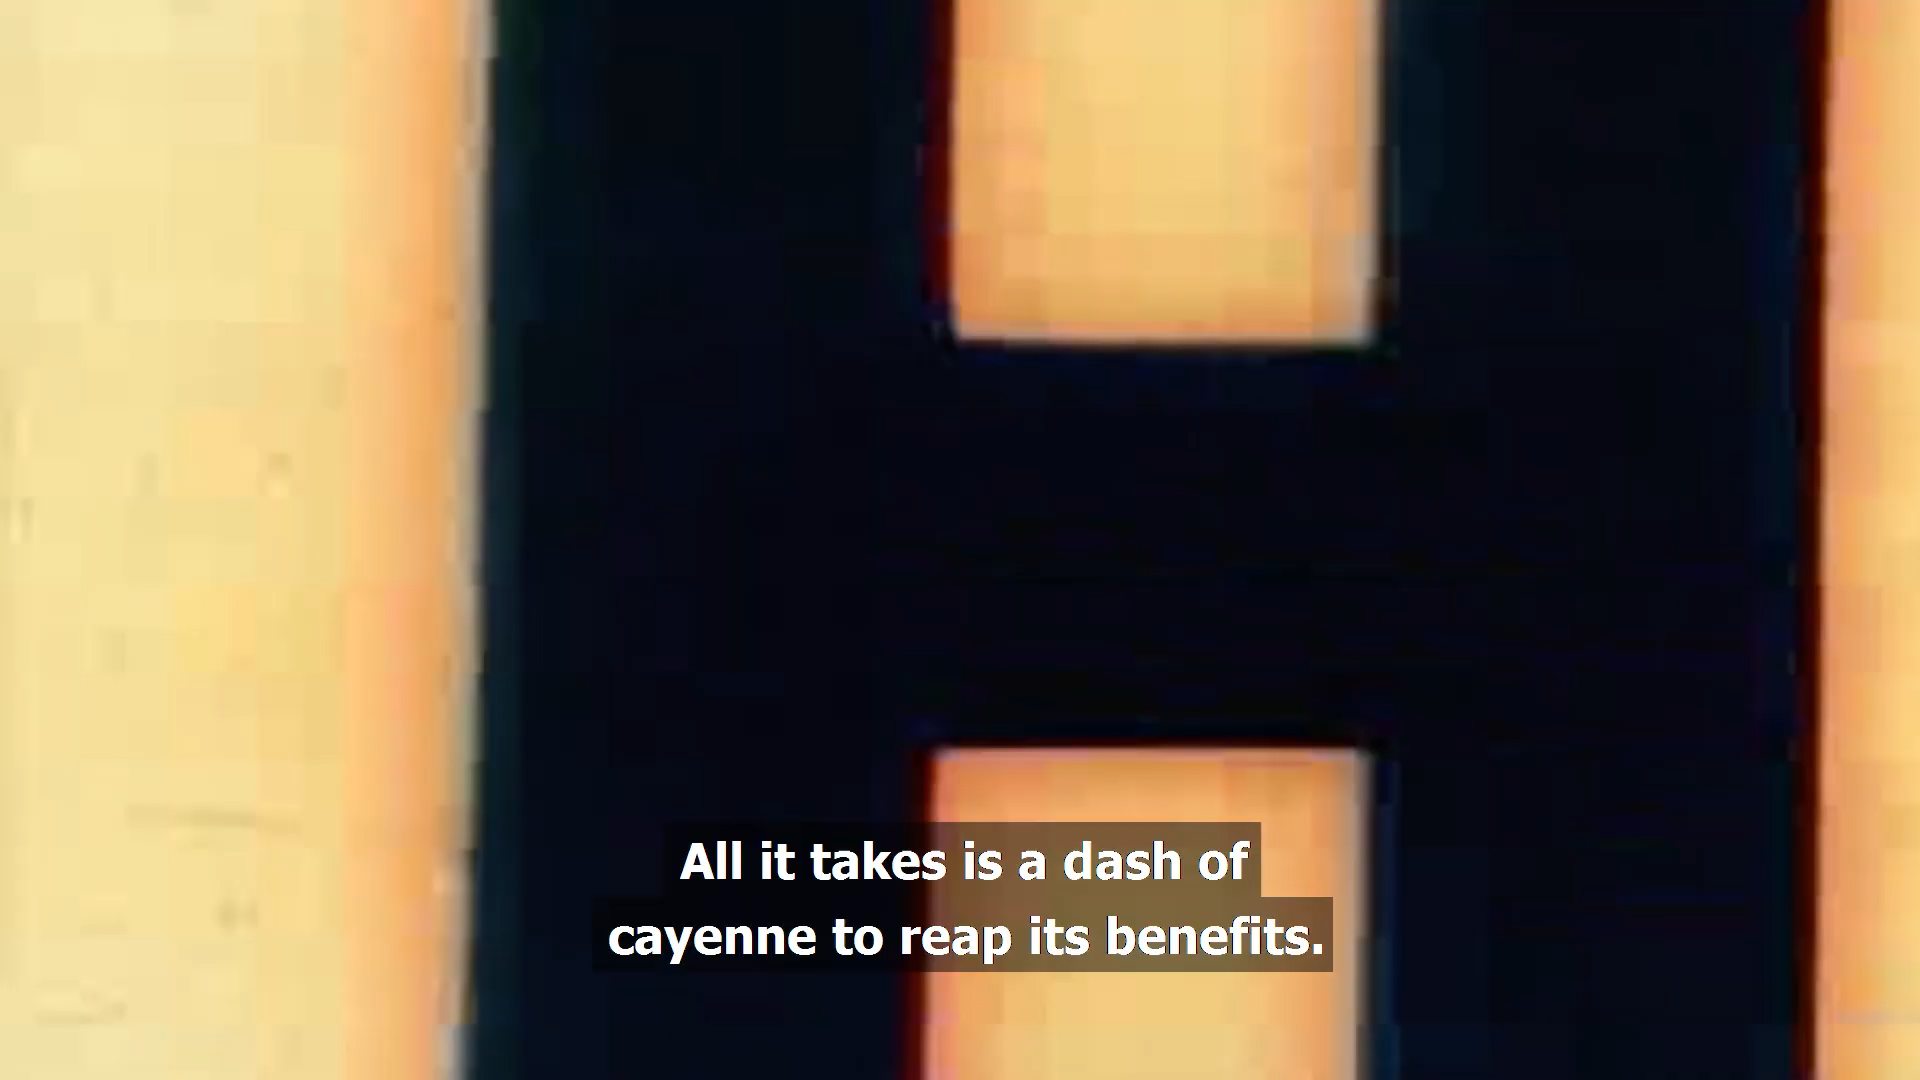 H
All it takes is a dash of
cayenne to reap its benefits.